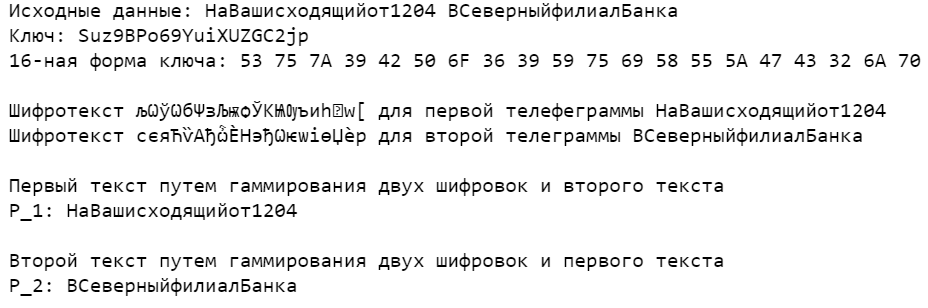 Исходные данные: НаВашисходящийот1204 ВСеверныйфилиалБанка
Ключ: Suz9BPo69YuiXUZGC2jp
16-ная форма ключа: 53 75 7A 39 42 50 6F 36 39 59 75 69 58 55 5A 47 43 32 6A 70
Шифротекст љѠўѠбѰзЉѭѻЎКѨѸъиh�w[ для первой телефеграммы НаВашисходящийот1204
Шифротекст сєяЋѷАђѽЀНэђѠѥѡіѳЏѐр для второй телеграммы ВСеверныйфилиалБанка
Первый текст путем гаммирования двух шифровок и второго текста
P_1: НаВашисходящийот1204
Второй текст путем гаммирования двух шифровок и первого текста
P_2: ВСеверныйфилиалБанка